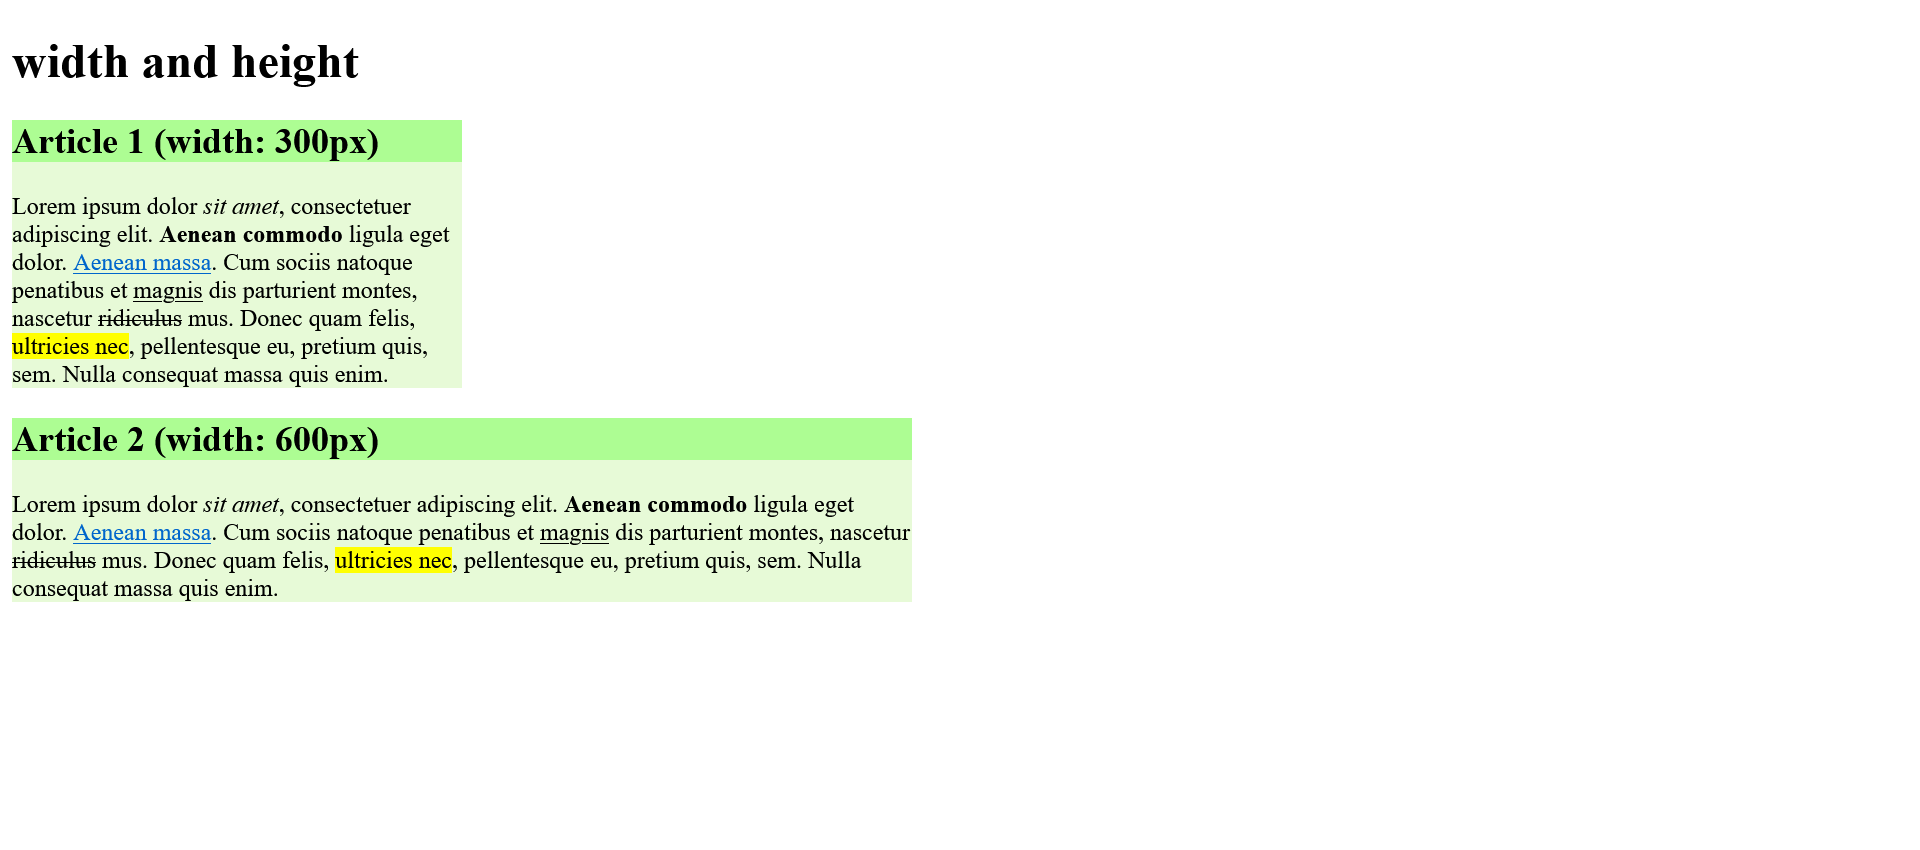 width and height
Article 1 (width: 300px)
Lorem ipsum dolor sit amet, consectetuer
adipiscing elit. Aenean commodo ligula eget
dolor. Aenean massa. Cum sociis natoque
penatibus et magnis dis parturient montes,
nascetur ridiculus mus. Donec quam felis,
ultricies nec, pellentesque eu, pretium quis,
sem. Nulla consequat massa quis enim.
Article 2 (width: 600px)
Lorem ipsum dolor sit amet, consectetuer adipiscing elit. Aenean commodo ligula eget
dolor. Aenean massa. Cum sociis natoque penatibus et magnis dis parturient montes, nascetur
ridiculus mus. Donec quam felis, ultricies nec, pellentesque eu, pretium quis, sem. Nulla
consequat massa quis enim.